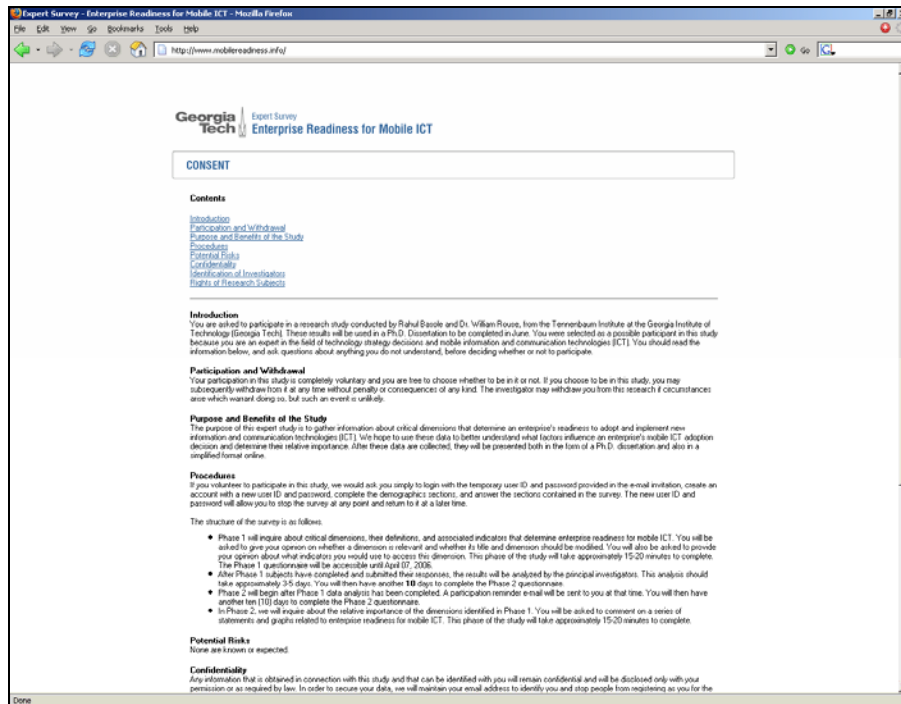 Expert Survey - Enterprise Readiness for Mobile ICT - Mozilla Firefox
File Edit View Go Bookmarks Tools Help
http://www.mobilereadiness.info/
Go
Georgia Tech
Expert Survey
Enterprise Readiness for Mobile ICT
CONSENT
Contents
Introduction
Participation and Withdrawal
Purpose and Benefits of the Study
Procedures
Potential Risks
Confidentiality
Identification of Investigators
Rights of Research Subjects
Introduction
You are asked to participate in a research study conducted by Rahul Basole and Dr. William Rouse, from the Tennenbaum Institute at the Georgia Institute of
Technology (Georgia Tech). These results will be used in a Ph.D. Dissertation to be completed in June. You were selected as a possible participant in this study
because you are an expert in the field of technology strategy decisions and mobile information and communication technologies (ICT). You should read the
information below, and ask questions about anything you do not understand, before deciding whether or not to participate.
Participation and Withdrawal
Your participation in this study is completely voluntary and you are free to choose whether to be in it or not. If you choose to be in this study, you may
subsequently withdraw from it at any time without penalty or consequences of any kind. The investigator may withdraw you from this research if circumstances
arise which warrant doing so, but such an event is unlikely.
Purpose and Benefits of the Study
The purpose of this expert study is to gather information about critical dimensions that determine an enterprise's readiness to adopt and implement new
information and communication technologies (ICT). We hope to use these data to better understand what factors influence an enterprise's mobile ICT adoption
decision and determine their relative importance. After these data are collected, they will be presented both in the form of a Ph.D. dissertation and also in a
simplified format online.
Procedures
If you volunteer to participate in this study, we would ask you simply to login with the temporary user ID and password provided in the e-mail invitation, create an
account with a new user ID and password, complete the demographics sections, and answer the sections contained in the survey. The new user ID and
password will allow you to stop the survey at any point and return to it at a later time.
The structure of the survey is as follows.
◆ Phase 1 will inquire about critical dimensions, their definitions, and associated indicators that determine enterprise readiness for mobile ICT. You will be
asked to give your opinion on whether a dimension is relevant and whether its title and dimension should be modified. You will also be asked to provide
your opinion about what indicators you would use to access this dimension. This phase of the study will take approximately 15-20 minutes to complete.
The Phase 1 questionnaire will be accessible until April 07, 2006.
◆ After Phase 1 subjects have completed and submitted their responses, the results will be analyzed by the principal investigators. This analysis should
take approximately 3-5 days. You will then have another 10 days to complete the Phase 2 questionnaire.
◆ Phase 2 will begin after Phase 1 data analysis has been completed. A participation reminder e-mail will be sent to you at that time. You will then have
another ten (10) days to complete the Phase 2 questionnaire.
◆ In Phase 2, we will inquire about the relative importance of the dimensions identified in Phase 1. You will be asked to comment on a series of
statements and graphs related to enterprise readiness for mobile ICT. This phase of the study will take approximately 15-20 minutes to complete.
Potential Risks
None are known or expected.
Confidentiality
Any information that is obtained in connection with this study and that can be identified with you will remain confidential and will be disclosed only with your
permission or as required by law. In order to secure your data, we will maintain your email address to identify you and stop people from registering as you for the
Done